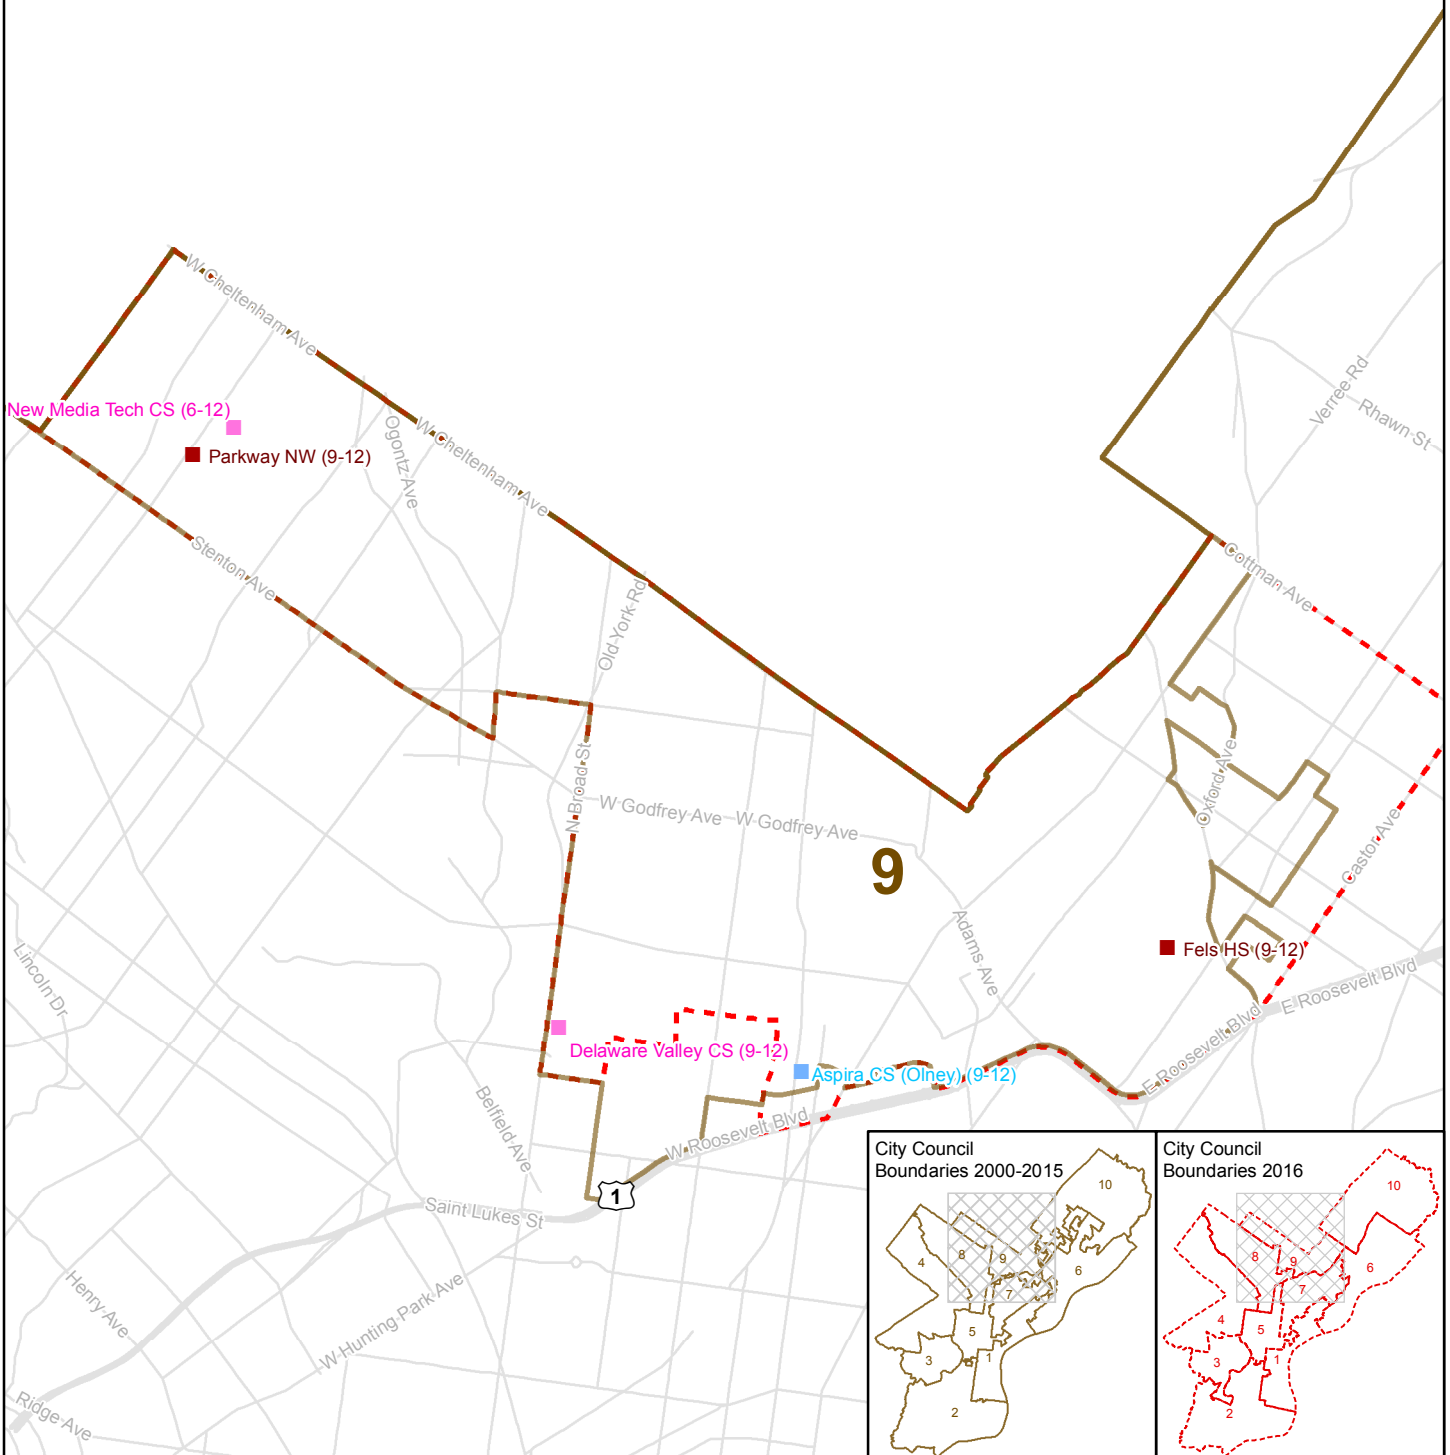 W Cheltenham Ave
Verree Rd
Rhawn St
New Media Tech CS (6-12)
Parkway NW (9-12)
Ogontz Ave
W Cheltenham Ave
Stenton Ave
Cottman Ave
Old York Rd
N Broad St
W Godfrey Ave
W Godfrey Ave
Oxford Ave
Castor Ave
9
Adams Ave
Fels HS (9-12)
Lincoln Dr
E Roosevelt Blvd
Delaware Valley CS (9-12)
Aspira CS (Olney) (9-12)
E Roosevelt Blvd
Belfield Ave
W Roosevelt Blvd
1
Saint Lukes St
Henry Ave
W Hunting Park Ave
Ridge Ave
City Council
Boundaries 2000-2015
10
4
8
9
6
7
5
3
1
2
City Council
Boundaries 2016
10
8
9
6
7
4
5
3
1
2